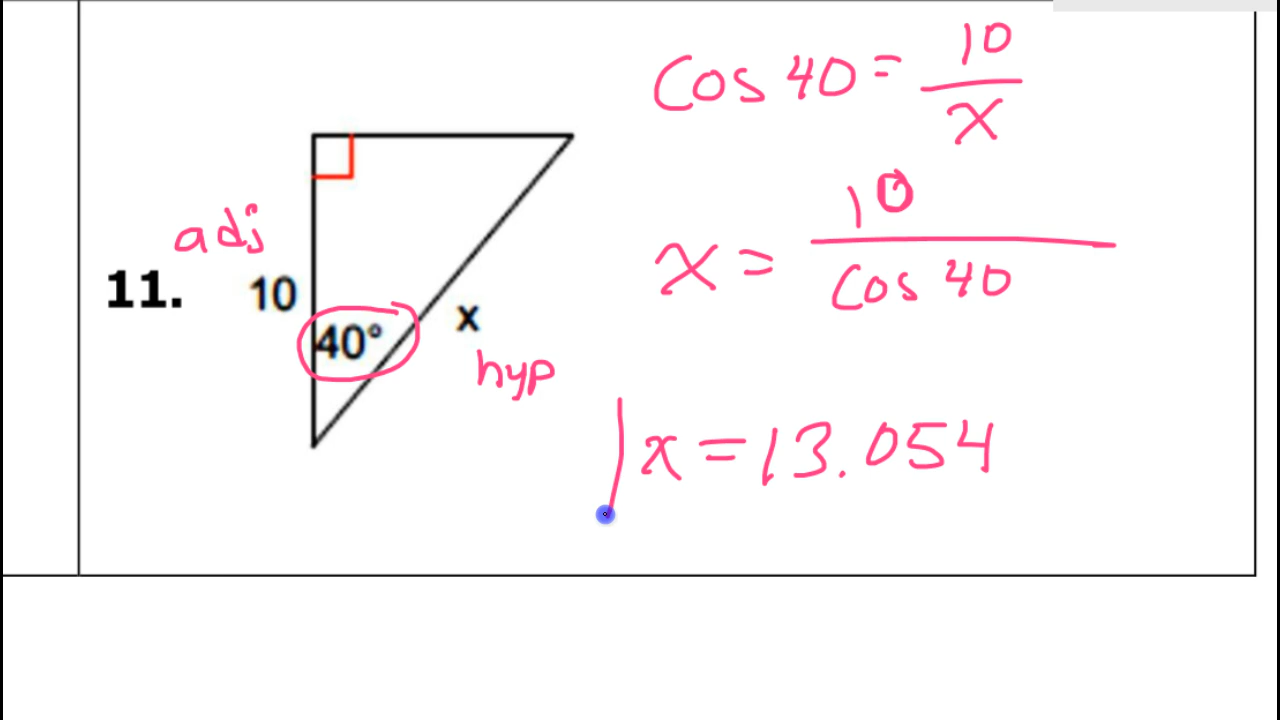 cos 40 = 10/x
adj
x = 10/cos 40
11.
10
40°
x
hyp
x = 13.054